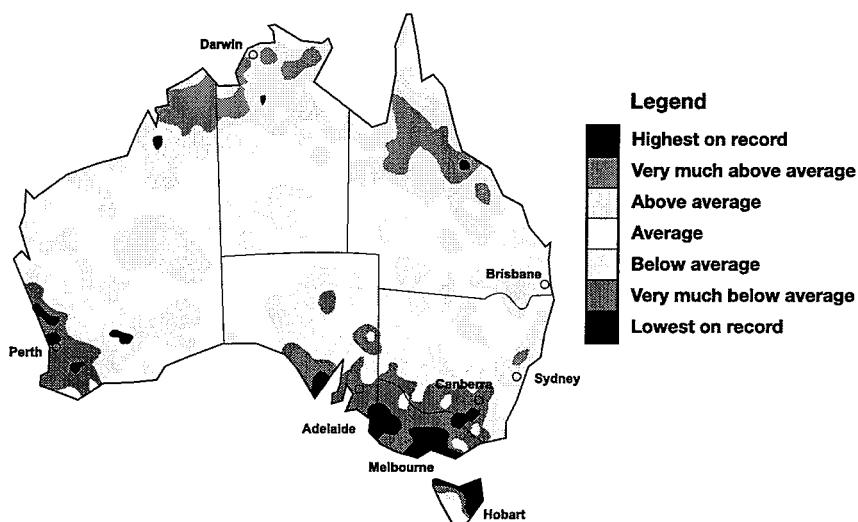 Darwin
Legend
Highest on record
Very much above average
Above average
Average
Below average
Very much below average
Lowest on record
Brisbane
Perth
Canberra
Sydney
Adelaide
Melbourne
Hobart